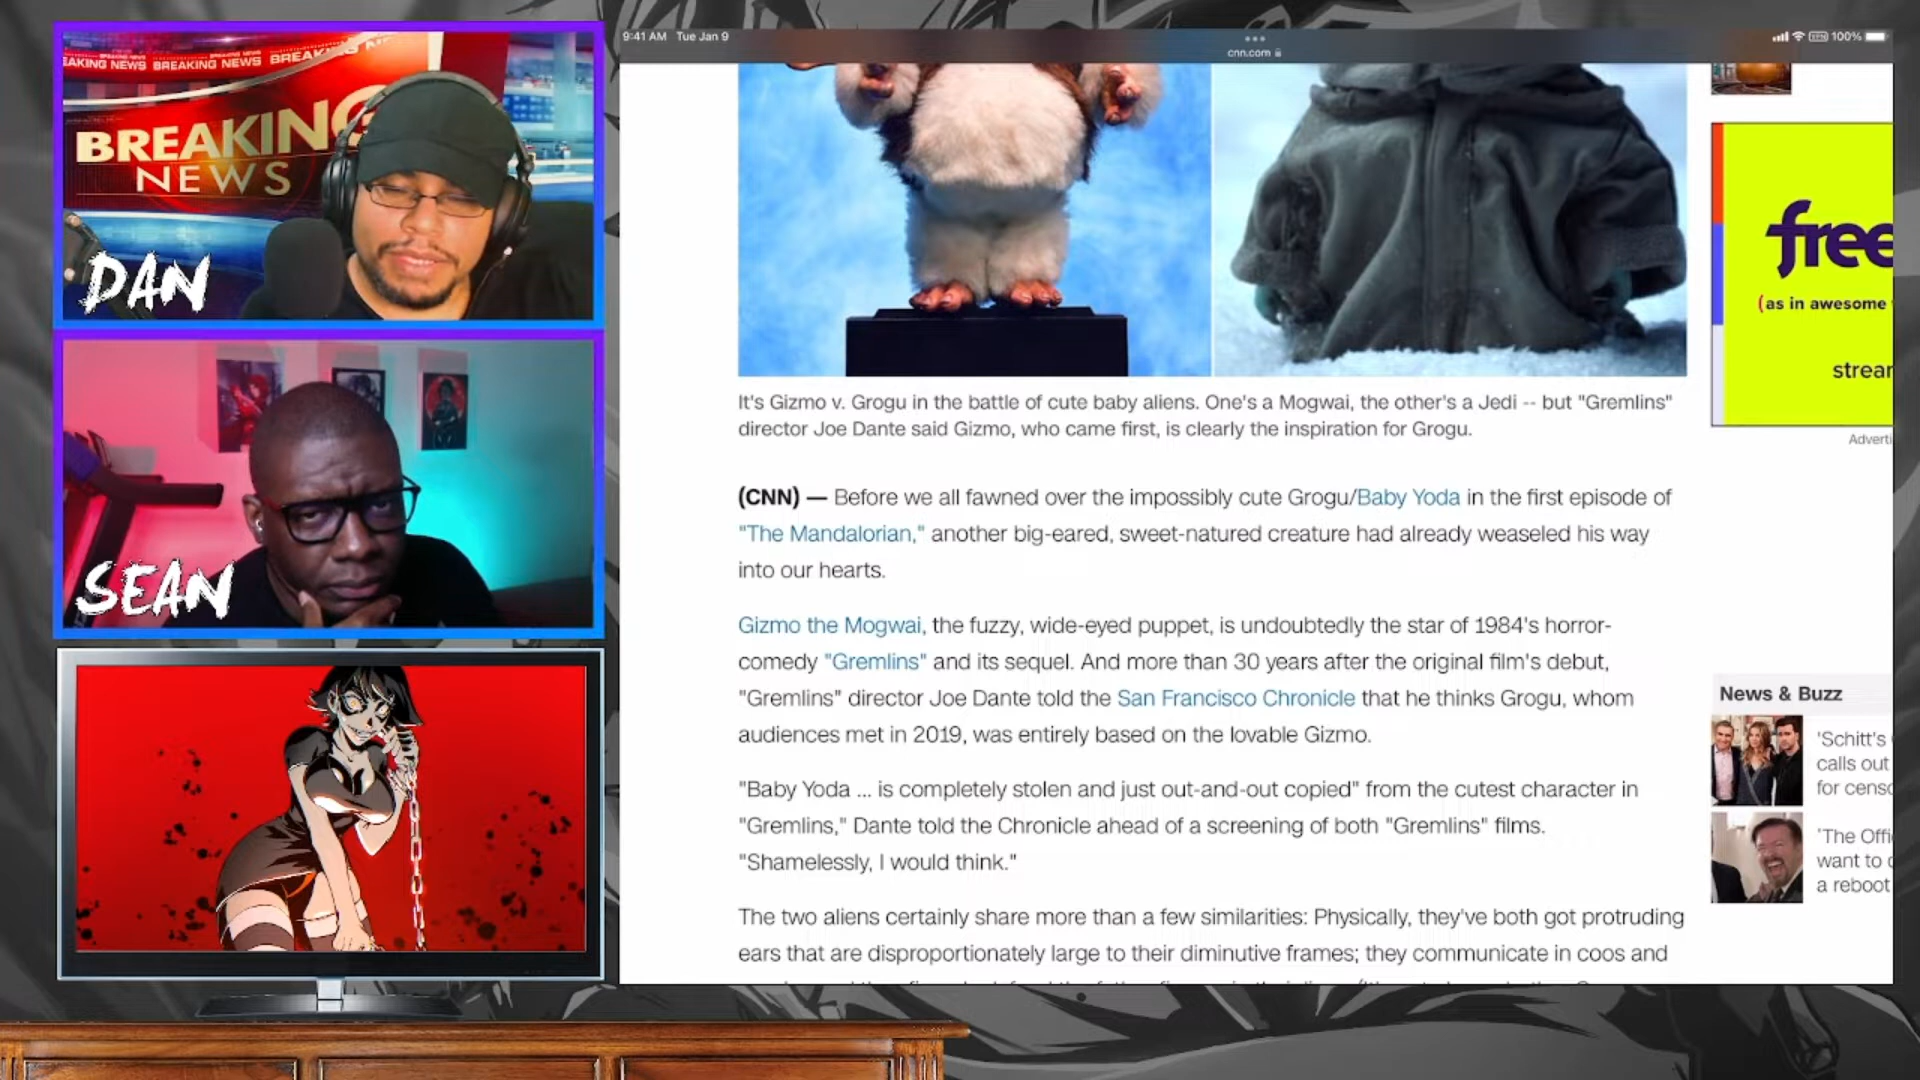 BREAKING NEWS BREAKING NEWS
BREAKING
NEWS
DAN
SEAN
9:41 AM Tue Jan 9
cnn.com
100%
It's Gizmo v. Grogu in the battle of cute baby aliens. One's a Mogwai, the other's a Jedi -- but "Gremlins"
director Joe Dante said Gizmo, who came first, is clearly the inspiration for Grogu.
(CNN) — Before we all fawned over the impossibly cute Grogu/Baby Yoda in the first episode of
"The Mandalorian," another big-eared, sweet-natured creature had already weaseled his way
into our hearts.
Gizmo the Mogwai, the fuzzy, wide-eyed puppet, is undoubtedly the star of 1984's horror-
comedy "Gremlins" and its sequel. And more than 30 years after the original film's debut,
"Gremlins" director Joe Dante told the San Francisco Chronicle that he thinks Grogu, whom
audiences met in 2019, was entirely based on the lovable Gizmo.
"Baby Yoda ... is completely stolen and just out-and-out copied" from the cutest character in
"Gremlins," Dante told the Chronicle ahead of a screening of both "Gremlins" films.
"Shamelessly, I would think."
The two aliens certainly share more than a few similarities: Physically, they've both got protruding
ears that are disproportionately large to their diminutive frames; they communicate in coos and
free
(as in awesome
strear
Adverti
News & Buzz
'Schitt's
calls out
for censo
'The Offi
want to
a reboot